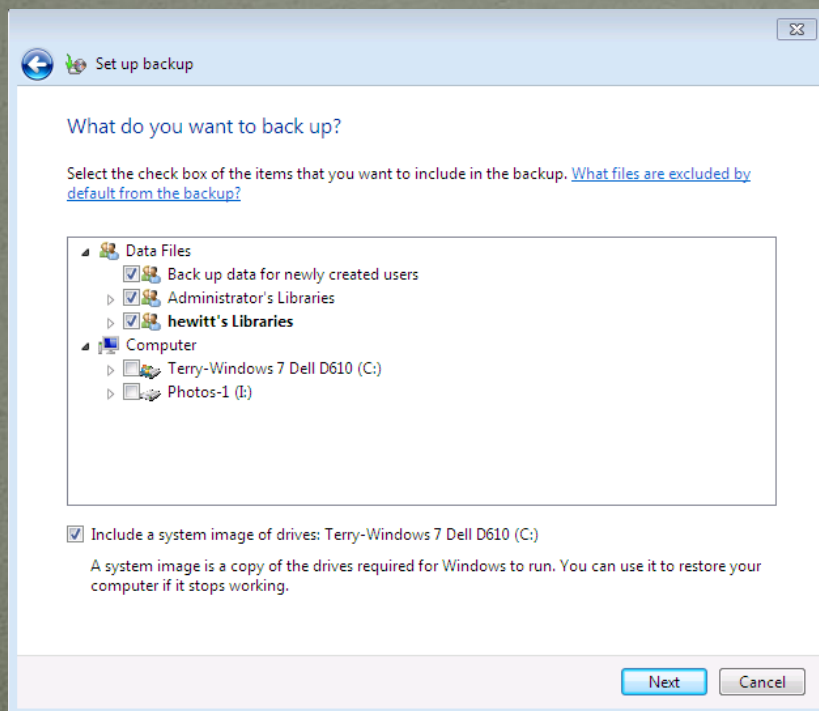 Set up backup
What do you want to back up?
Select the check box of the items that you want to include in the backup. What files are excluded by
default from the backup?
Data Files
Back up data for newly created users
Administrator's Libraries
hewitt's Libraries
Computer
Terry-Windows 7 Dell D610 (C:)
Photos-1 (I:)
Include a system image of drives: Terry-Windows 7 Dell D610 (C:)
A system image is a copy of the drives required for Windows to run. You can use it to restore your
computer if it stops working.
Next Cancel